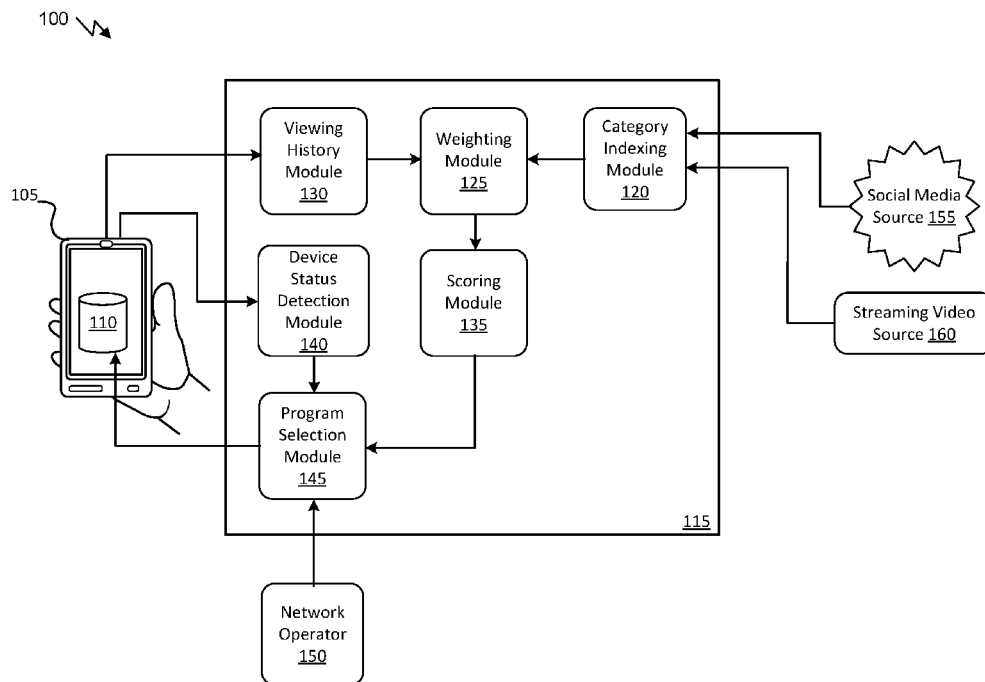 100
105
110
Viewing
History
Module
130
Weighting
Module
125
Category
Indexing
Module
120
Social Media
Source 155
Device
Status
Detection
Module
140
Scoring
Module
135
Streaming Video
Source 160
Program
Selection
Module
145
115
Network
Operator
150